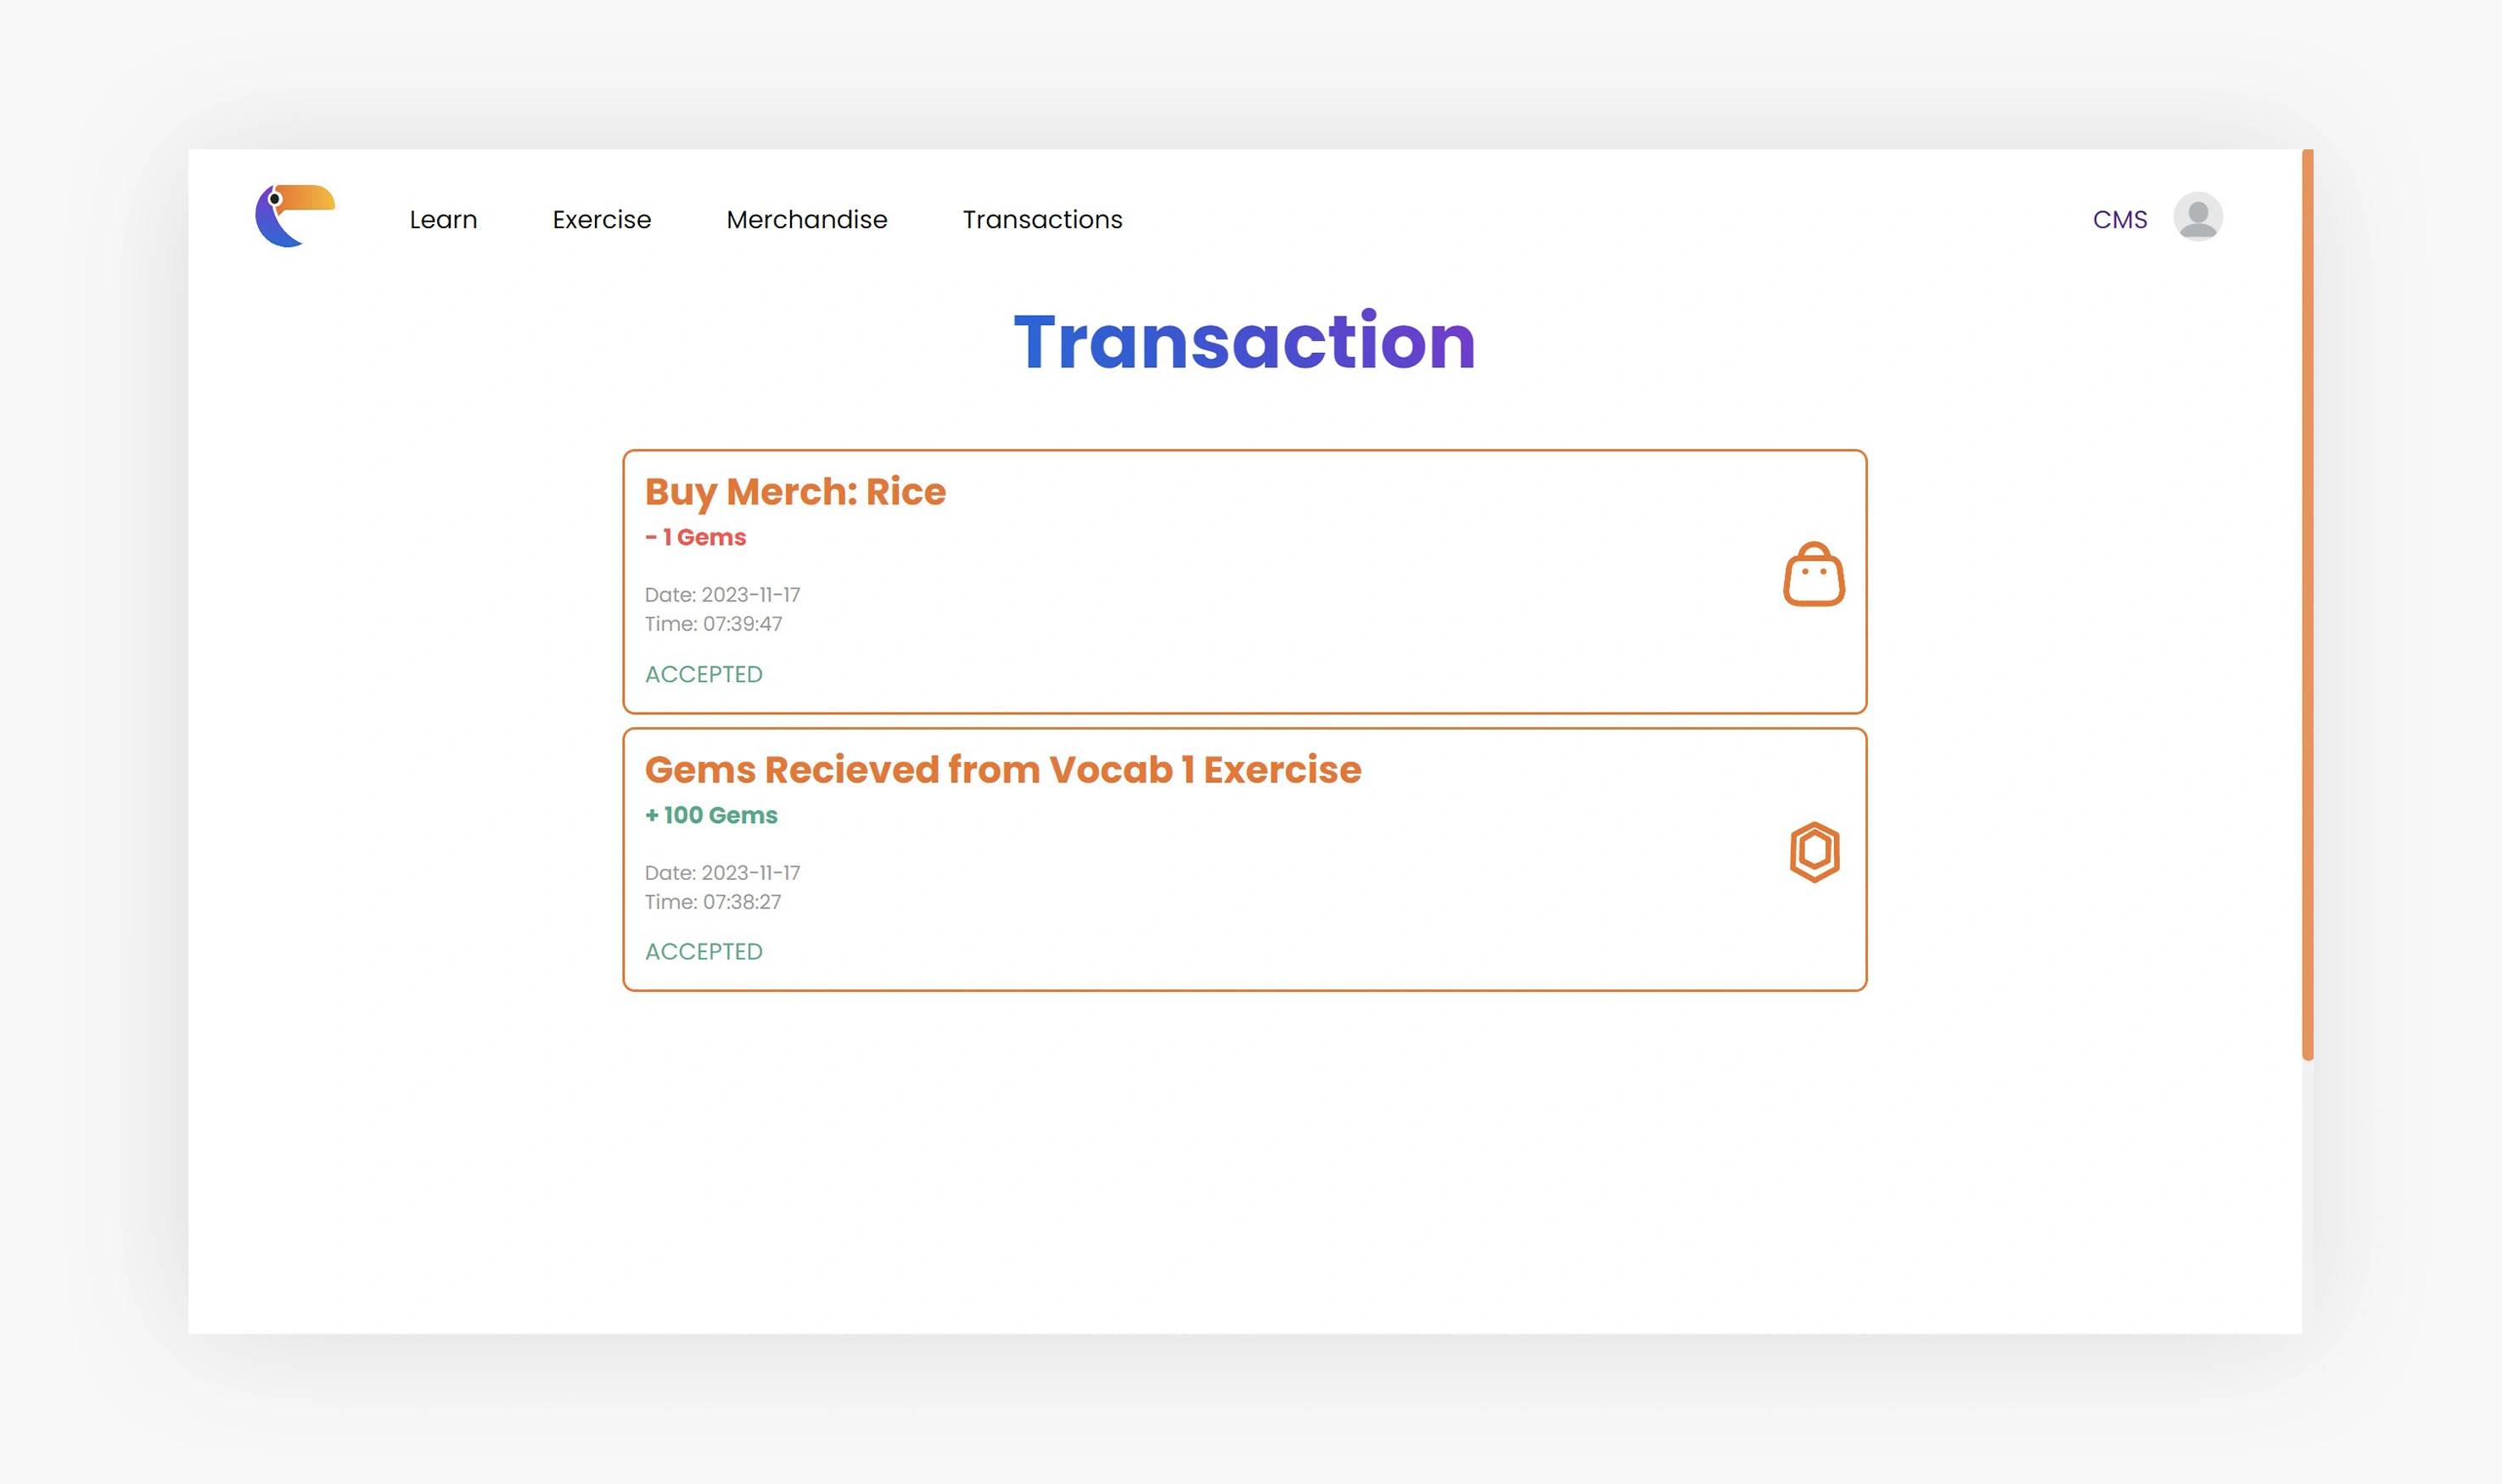 Learn Exercise Merchandise Transactions CMS
Transaction
Buy Merch: Rice
- 1 Gems
Date: 2023-11-17
Time: 07:39:47
ACCEPTED
Gems Recieved from Vocab 1 Exercise
+ 100 Gems
Date: 2023-11-17
Time: 07:38:27
ACCEPTED